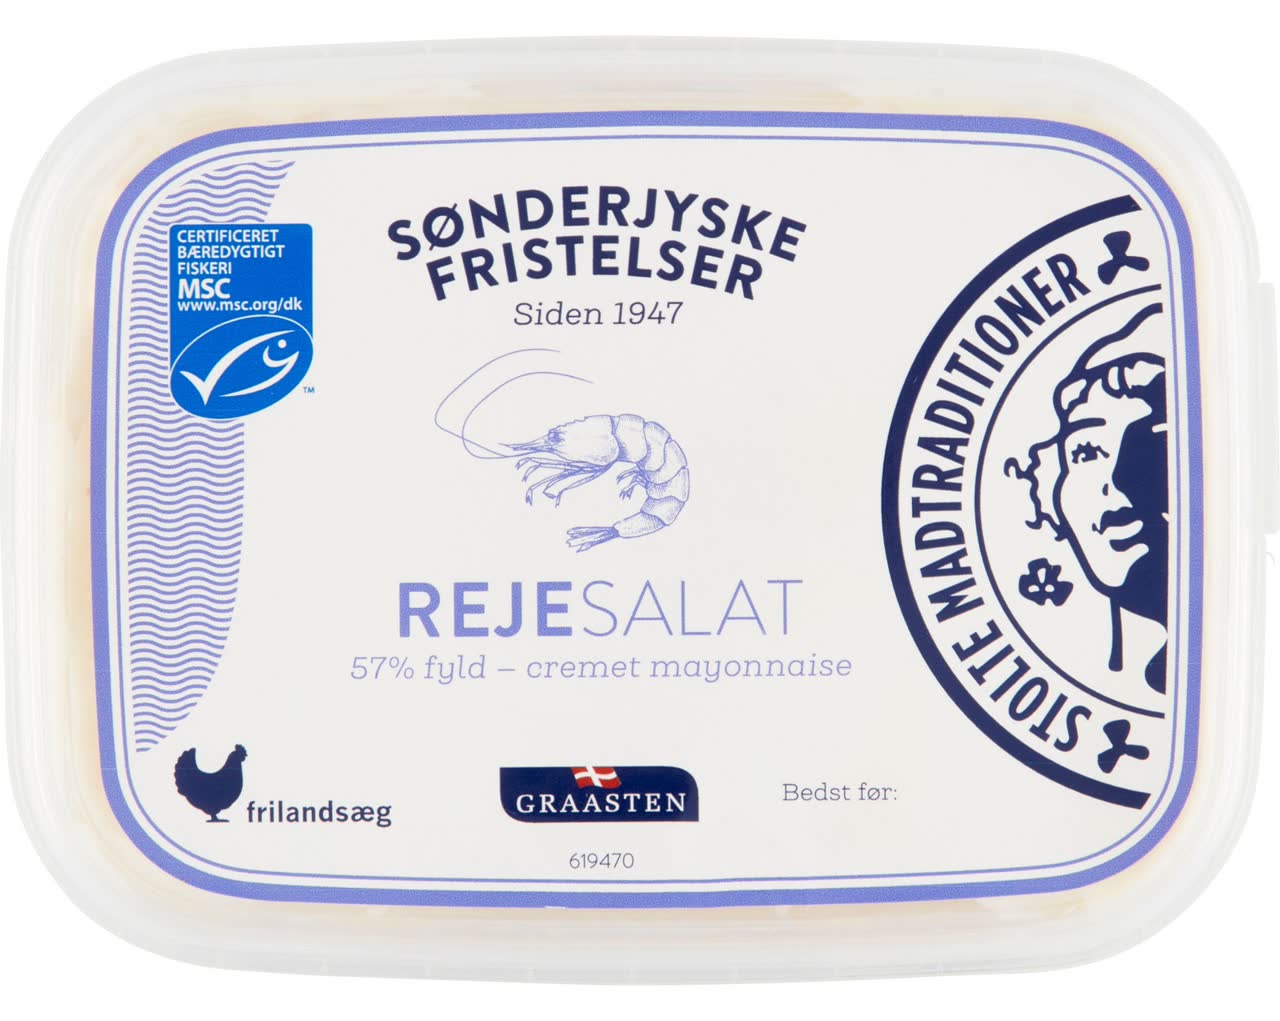 SØNDERJYSKE
FRISTELSER
Siden 1947
CERTIFICERET
BÆREDYGTIGT
FISKERI
MSC
www.msc.org/dk
TM
STOLTE MADTRADITIONER
REJESALAT
57% fyld – cremet mayonnaise
frilandsæg
GRAASTEN
Bedst før:
619470